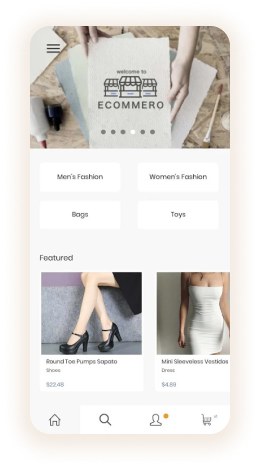 welcome to
ECOMMERO
Men's Fashion
Women's Fashion
Bags
Toys
Featured
Round Toe Pumps Sapato
Shoes
$22.48
Mini Sleeveless Vestidos
Dress
$4.89